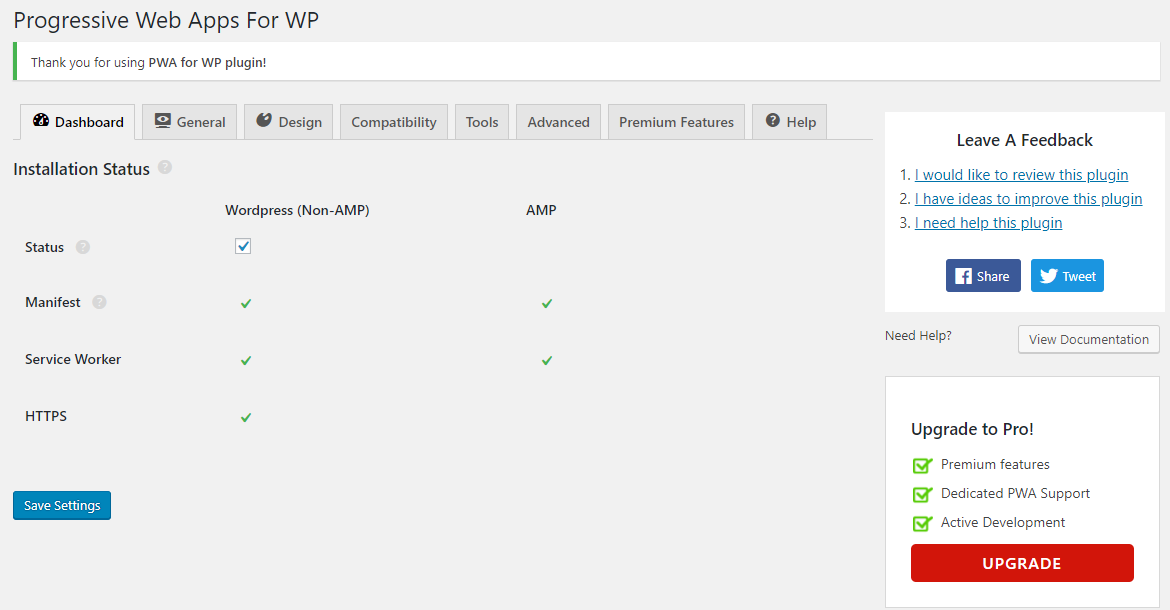 Progressive Web Apps For WP
Thank you for using PWA for WP plugin!
Dashboard General Design Compatibility Tools Advanced Premium Features Help
Installation Status
Wordpress (Non-AMP) AMP
Status
Manifest
Service Worker
HTTPS
Save Settings
Leave A Feedback
1. I would like to review this plugin
2. I have ideas to improve this plugin
3. I need help this plugin
Share Tweet
Need Help? View Documentation
Upgrade to Pro!
Premium features
Dedicated PWA Support
Active Development
UPGRADE